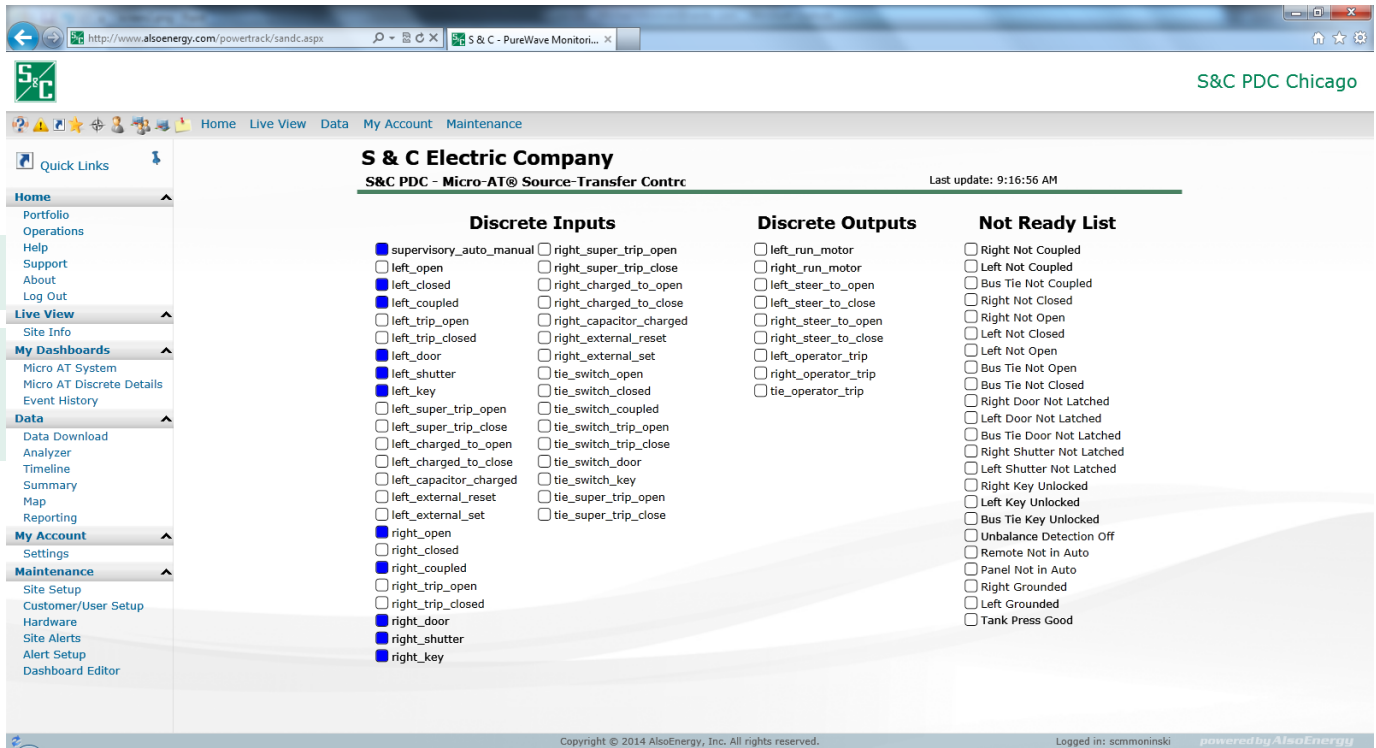 http://www.alsoenergy.com/powertrack/sandc.aspx
S & C - PureWave Monitori...
S&C
S&C PDC Chicago
Home Live View Data My Account Maintenance
Quick Links
Home
Portfolio
Operations
Help
Support
About
Log Out
Live View
Site Info
My Dashboards
Micro AT System
Micro AT Discrete Details
Event History
Data
Data Download
Analyzer
Timeline
Summary
Map
Reporting
My Account
Settings
Maintenance
Site Setup
Customer/User Setup
Hardware
Site Alerts
Alert Setup
Dashboard Editor
S & C Electric Company
S&C PDC - Micro-AT® Source-Transfer Contrc
Last update: 9:16:56 AM
Discrete Inputs
supervisory_auto_manual
left_open
left_closed
left_coupled
left_trip_open
left_trip_closed
left_door
left_shutter
left_key
left_super_trip_open
left_super_trip_close
left_charged_to_open
left_charged_to_close
left_capacitor_charged
left_external_reset
left_external_set
right_open
right_closed
right_coupled
right_trip_open
right_trip_closed
right_door
right_shutter
right_key
right_super_trip_open
right_super_trip_close
right_charged_to_open
right_charged_to_close
right_capacitor_charged
right_external_reset
right_external_set
tie_switch_open
tie_switch_closed
tie_switch_coupled
tie_switch_trip_open
tie_switch_trip_close
tie_switch_door
tie_switch_key
tie_super_trip_open
tie_super_trip_close
Discrete Outputs
left_run_motor
right_run_motor
left_steer_to_open
left_steer_to_close
right_steer_to_open
right_steer_to_close
left_operator_trip
right_operator_trip
tie_operator_trip
Not Ready List
Right Not Coupled
Left Not Coupled
Bus Tie Not Coupled
Right Not Closed
Right Not Open
Left Not Closed
Left Not Open
Bus Tie Not Open
Bus Tie Not Closed
Right Door Not Latched
Left Door Not Latched
Bus Tie Door Not Latched
Right Shutter Not Latched
Left Shutter Not Latched
Right Key Unlocked
Left Key Unlocked
Bus Tie Key Unlocked
Unbalance Detection Off
Remote Not in Auto
Panel Not in Auto
Right Grounded
Left Grounded
Tank Press Good
Copyright © 2014 AlsoEnergy, Inc. All rights reserved.
Logged in: scmmoninski
powered by AlsoEnergy